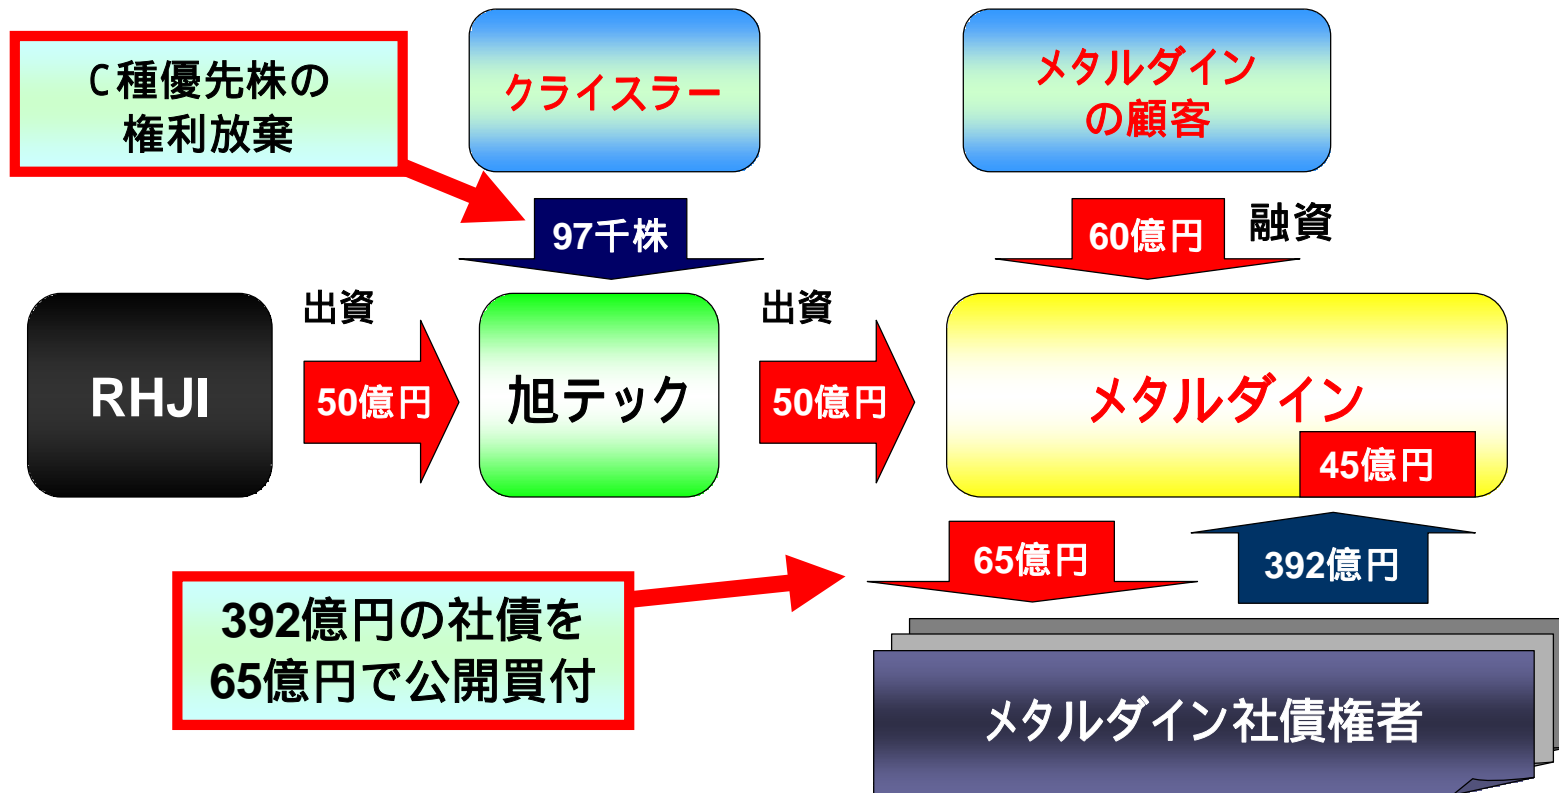 C種優先株の
権利放棄
クライスラー
メタルダイン
の顧客
97千株
60億円
融資
RHJI
出資
50億円
旭テック
出資
50億円
メタルダイン
45億円
65億円
392億円
392億円の社債を
65億円で公開買付
メタルダイン社債権者